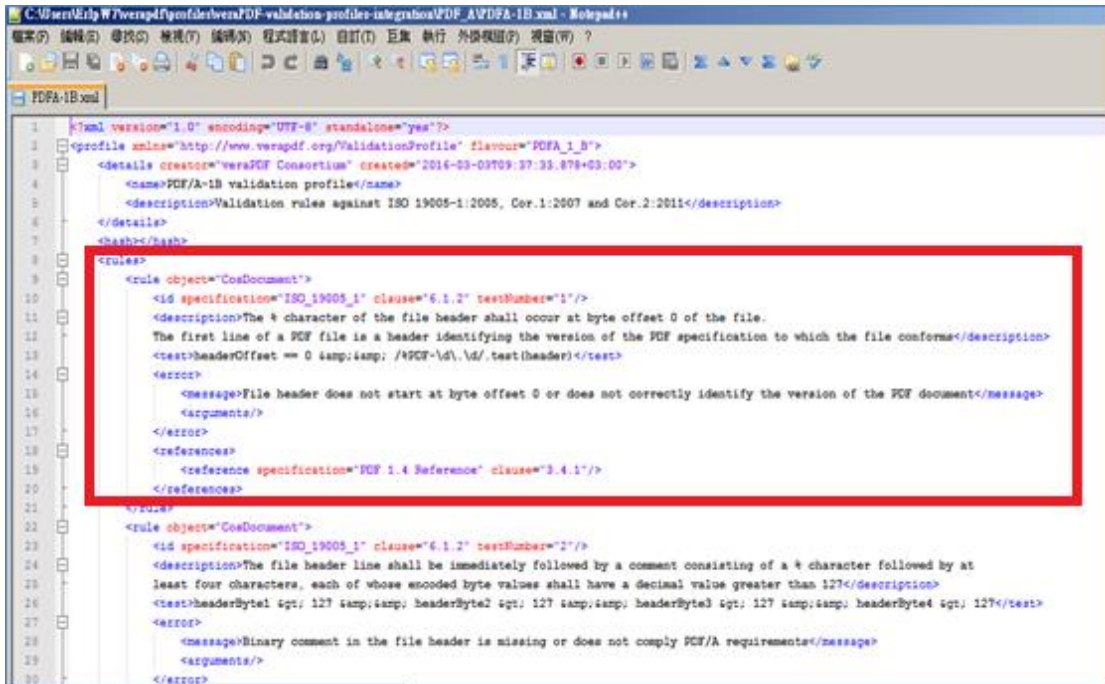 C:\Users\Erlp W7\verapdf\profiles\veraPDF-validation-profiles-integration\PDF_A\PDFA-1B.xml - Notepad++
檔案(F) 編輯(E) 尋找(S) 檢視(V) 編碼(N) 程式語言(L) 自訂(T) 巨集 執行 外掛模組(P) 視窗(W) ?
PDFA-1B.xml
1 <?xml version="1.0" encoding="UTF-8" standalone="yes"?>
2 <profile xmlns="http://www.verapdf.org/ValidationProfile" flavour="PDFA_1_B">
3 <details creator="veraPDF Consortium" created="2016-03-03T09:37:33.878+03:00">
4 <name>PDF/A-1B validation profile</name>
5 <description>Validation rules against ISO 19005-1:2005, Cor.1:2007 and Cor.2:2011</description>
6 </details>
7 <hash></hash>
8 <rules>
9 <rule object="CosDocument">
10 <id specification="ISO_19005_1" clause="6.1.2" testNumber="1"/>
11 <description>The % character of the file header shall occur at byte offset 0 of the file.
12 The first line of a PDF file is a header identifying the version of the PDF specification to which the file conforms</description>
13 <test>headerOffset == 0 &amp;&amp; /%PDF-\d\.\d/.test(header)</test>
14 <error>
15 <message>File header does not start at byte offset 0 or does not correctly identify the version of the PDF document</message>
16 <arguments/>
17 </error>
18 <references>
19 <reference specification="PDF 1.4 Reference" clause="3.4.1"/>
20 </references>
21 </rule>
22 <rule object="CosDocument">
23 <id specification="ISO_19005_1" clause="6.1.2" testNumber="2"/>
24 <description>The file header line shall be immediately followed by a comment consisting of a % character followed by at
25 least four characters, each of whose encoded byte values shall have a decimal value greater than 127</description>
26 <test>headerByte1 &gt; 127 &amp;&amp; headerByte2 &gt; 127 &amp;&amp; headerByte3 &gt; 127 &amp;&amp; headerByte4 &gt; 127</test>
27 <error>
28 <message>Binary comment in the file header is missing or does not comply PDF/A requirements</message>
29 <arguments/>
30 </error>